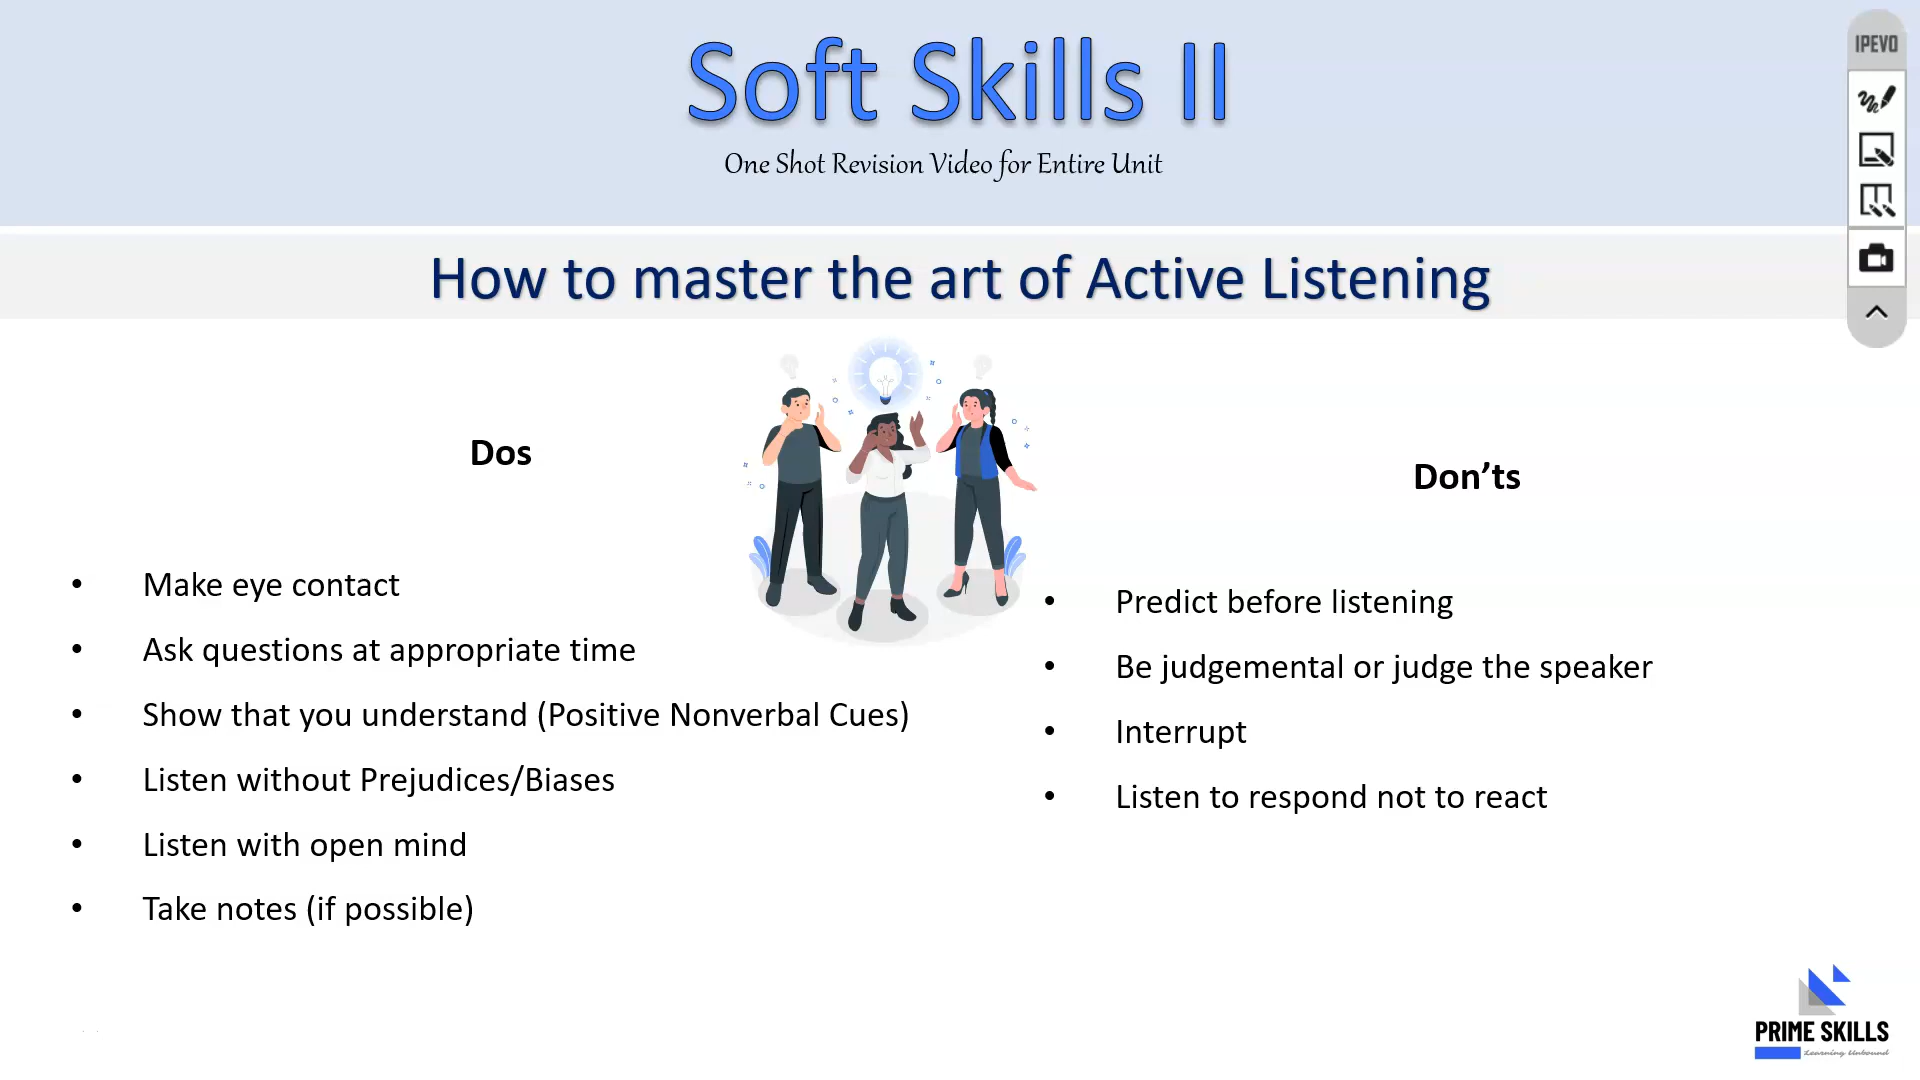 Soft Skills II
One Shot Revision Video for Entire Unit
IPEVO
How to master the art of Active Listening
Dos
• Make eye contact
• Ask questions at appropriate time
• Show that you understand (Positive Nonverbal Cues)
• Listen without Prejudices/Biases
• Listen with open mind
• Take notes (if possible)
Don’ts
• Predict before listening
• Be judgemental or judge the speaker
• Interrupt
• Listen to respond not to react
PRIME SKILLS
Learning Unbound